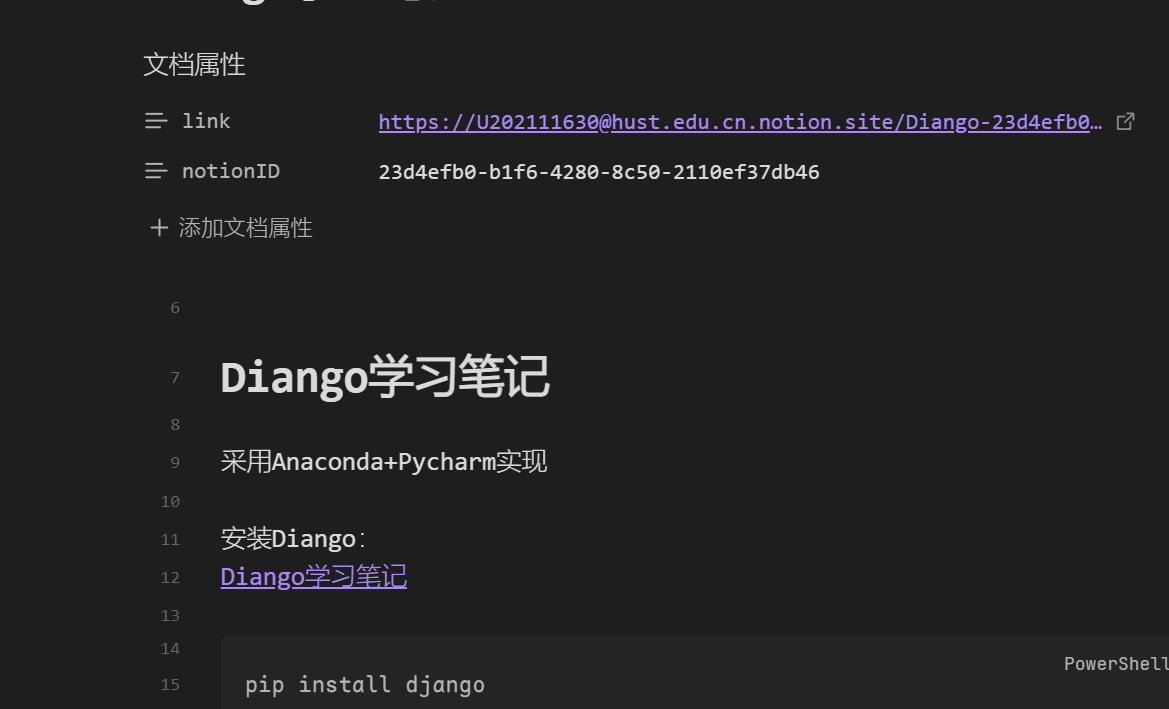 文档属性
link https://U202111630@hust.edu.cn.notion.site/Diango-23d4efb0…
notionID 23d4efb0-b1f6-4280-8c50-2110ef37db46
添加文档属性
6
7 Diango学习笔记
8
9 采用Anaconda+Pycharm实现
10
11 安装Diango：
12 Diango学习笔记
13
14
PowerShell
15 pip install django